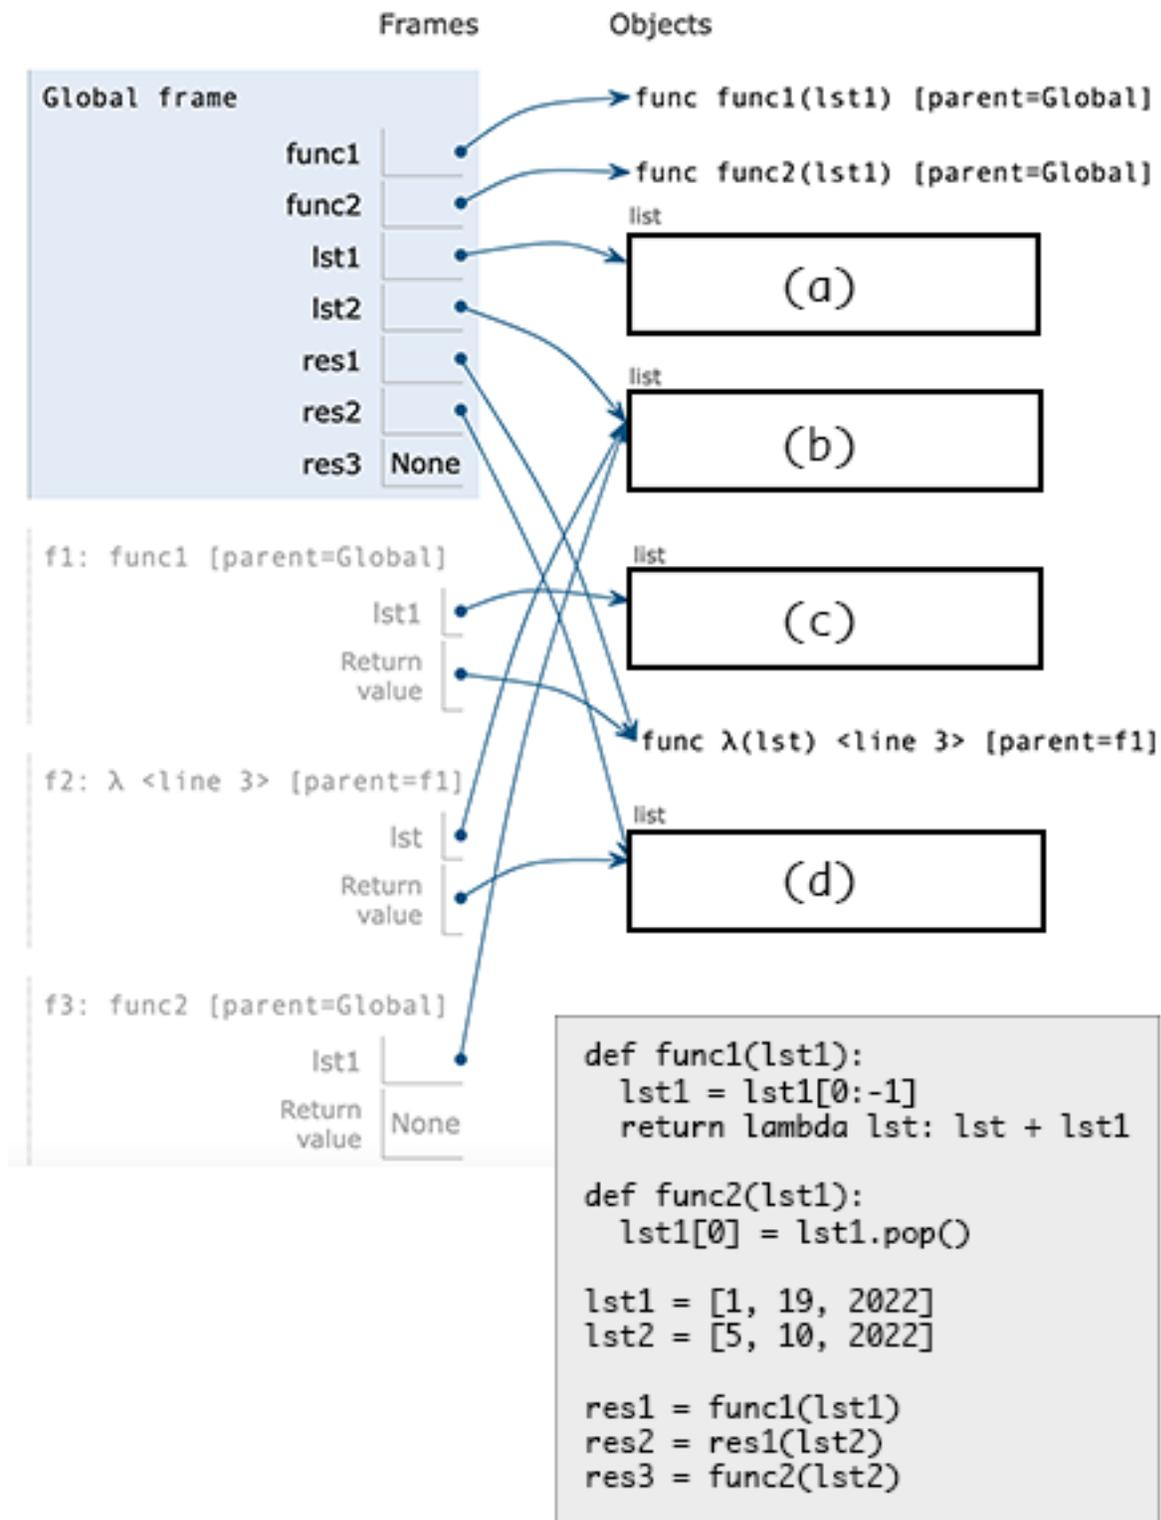 Frames Objects
Global frame
func1
func2
lst1
lst2
res1
res2
res3 None
func func1(lst1) [parent=Global]
func func2(lst1) [parent=Global]
list
(a)
list
(b)
list
(c)
func λ(lst) <line 3> [parent=f1]
list
(d)
f1: func1 [parent=Global]
lst1
Return
value
f2: λ <line 3> [parent=f1]
lst
Return
value
f3: func2 [parent=Global]
lst1
Return
value
None
def func1(lst1):
  lst1 = lst1[0:-1]
  return lambda lst: lst + lst1
def func2(lst1):
  lst1[0] = lst1.pop()
lst1 = [1, 19, 2022]
lst2 = [5, 10, 2022]
res1 = func1(lst1)
res2 = res1(lst2)
res3 = func2(lst2)